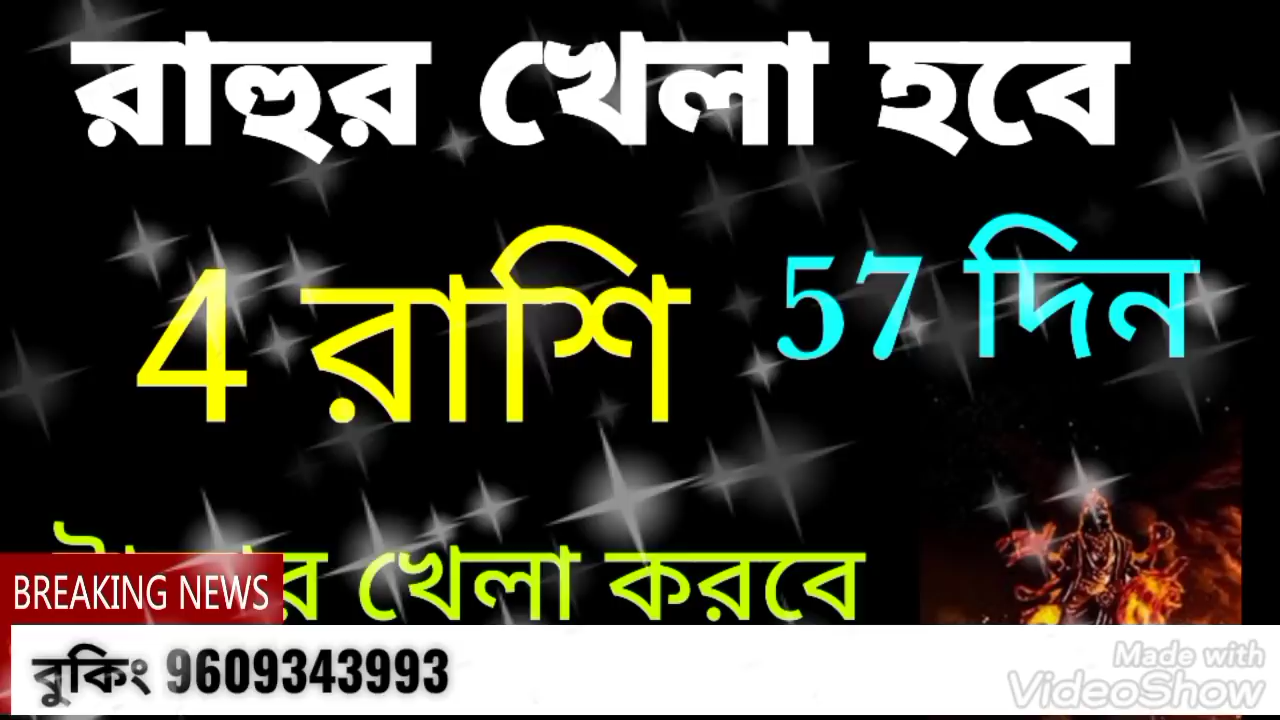 রাহুর খেলা হবে
4 রাশি 57 দিন
খেলা করবে
BREAKING NEWS
বুকিং 9609343993
Made with
VideoShow